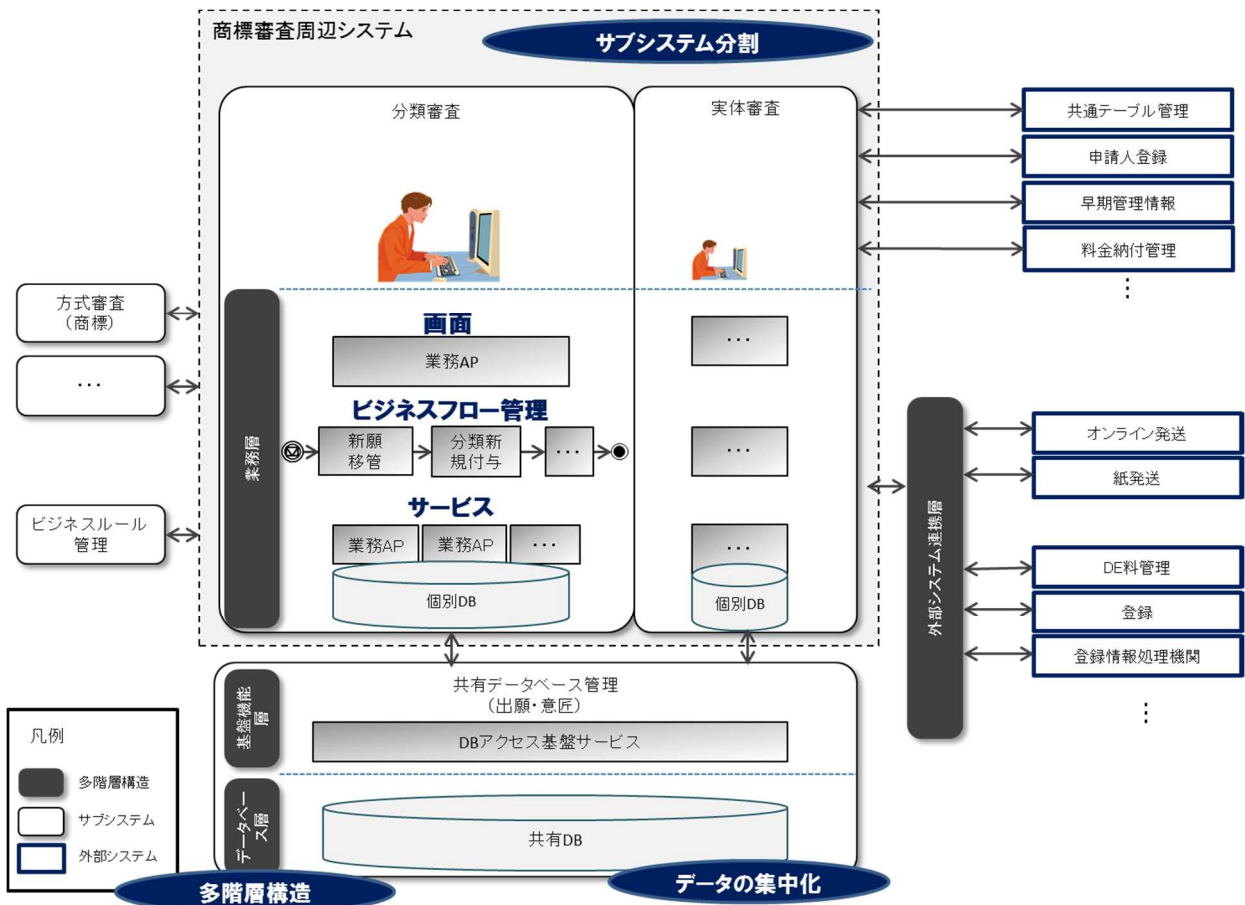 商標審査周辺システム
サブシステム分割
分類審査
実体審査
共通テーブル管理
申請人登録
早期管理情報
料金納付管理
⋮
方式審査
(商標)
・・・
ビジネスルール
管理
業務層
画面
業務AP
ビジネスフロー管理
新願
移管
分類新
規付与
・・・
サービス
業務AP
業務AP
・・・
個別DB
・・・
・・・
・・・
個別DB
外部システム連携層
オンライン発送
紙発送
DE料管理
登録
登録情報処理機関
⋮
基盤機能
層
共有データベース管理
(出願・意匠)
DBアクセス基盤サービス
データベー
ス層
共有DB
凡例
多階層構造
サブシステム
外部システム
多階層構造
データの集中化